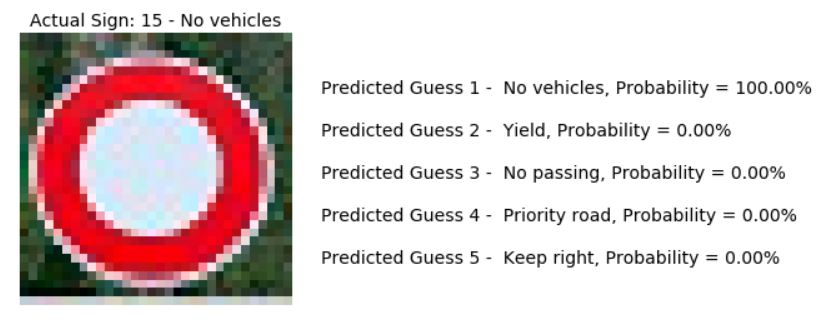 Actual Sign: 15 - No vehicles
Predicted Guess 1 - No vehicles, Probability = 100.00%
Predicted Guess 2 - Yield, Probability = 0.00%
Predicted Guess 3 - No passing, Probability = 0.00%
Predicted Guess 4 - Priority road, Probability = 0.00%
Predicted Guess 5 - Keep right, Probability = 0.00%